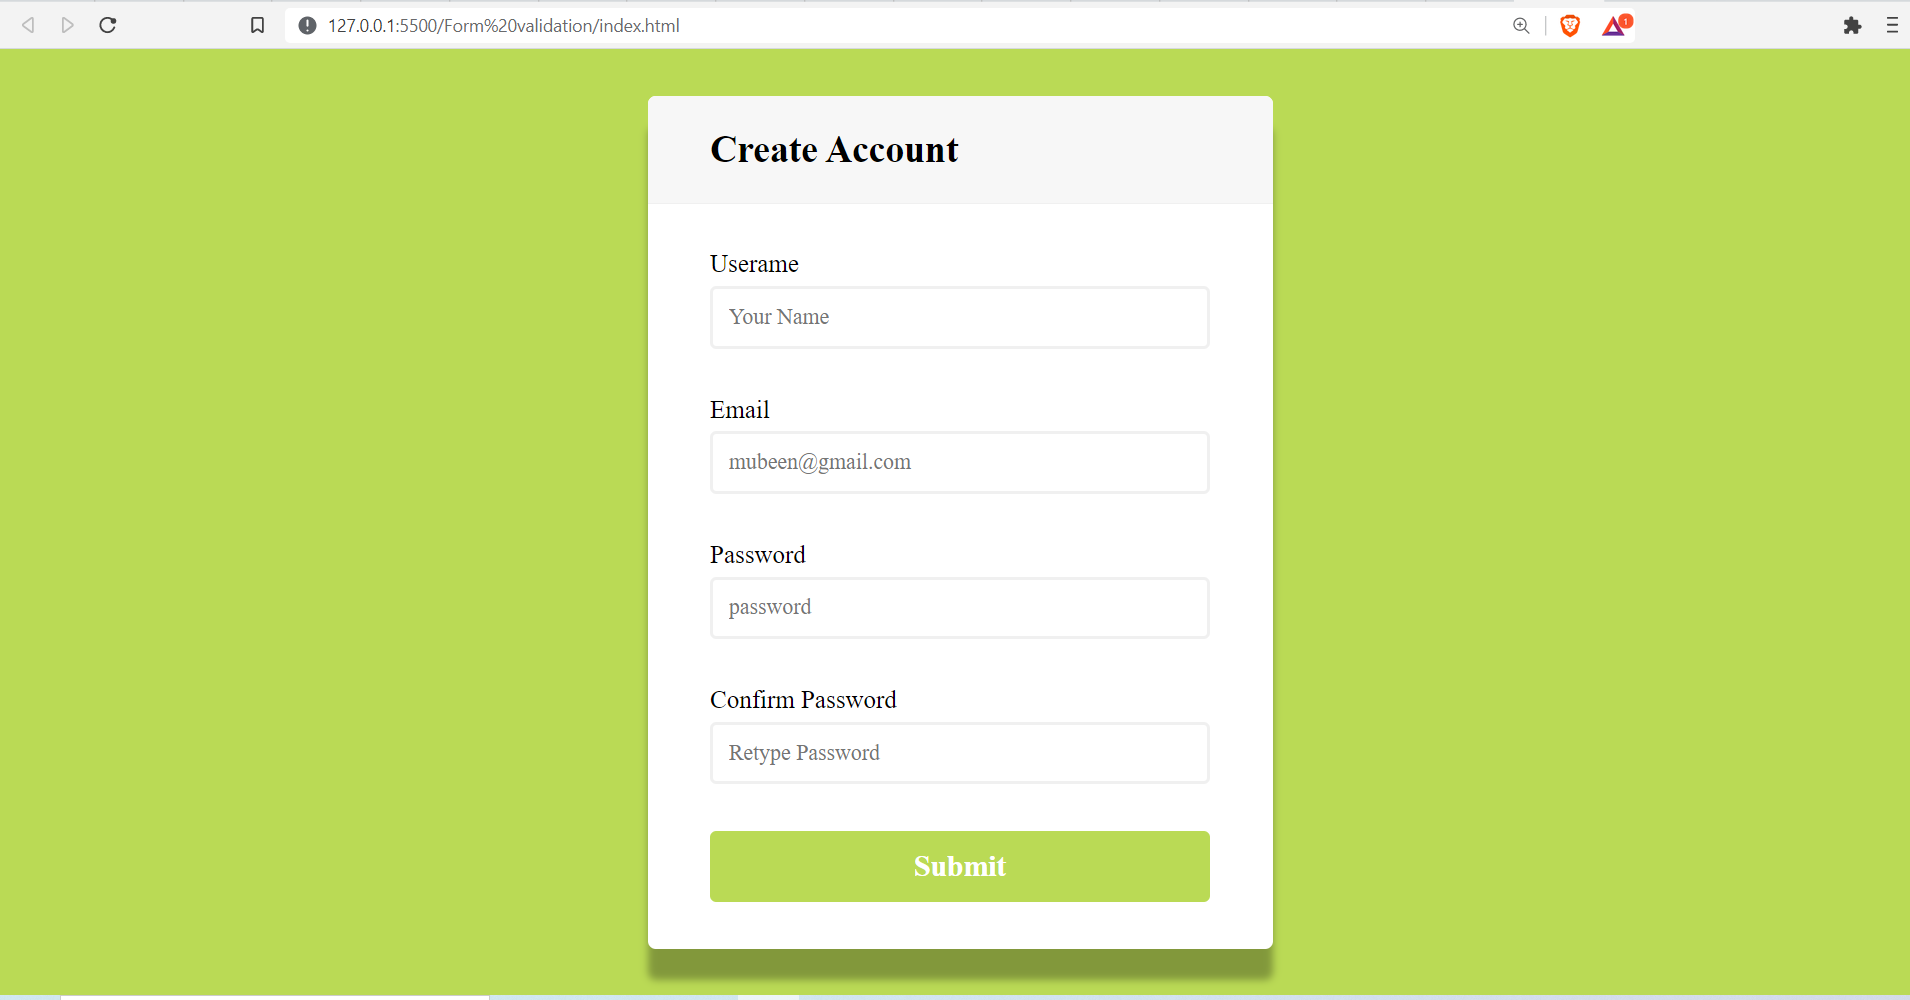 127.0.0.1:5500/Form%20validation/index.html
1
Create Account
Userame
Your Name
Email
mubeen@gmail.com
Password
password
Confirm Password
Retype Password
Submit